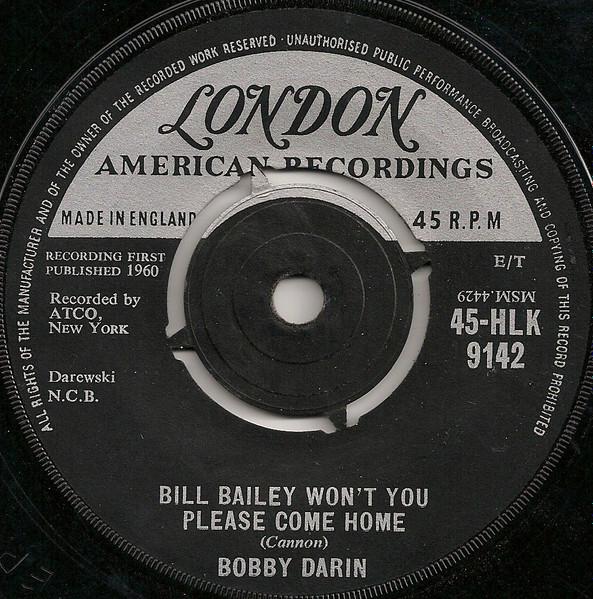 ALL RIGHTS OF THE MANUFACTURER AND OF THE OWNER OF THE RECORDED WORK RESERVED · UNAUTHORISED PUBLIC PERFORMANCE BROADCASTING AND COPYING OF THIS RECORD PROHIBITED
LONDON
AMERICAN RECORDINGS
MADE IN ENGLAND
45 R.P.M
RECORDING FIRST
PUBLISHED 1960
E/T
Recorded by
ATCO,
NEW YORK
MSM.4429
45-HLK
9142
Darewski
N.C.B.
BILL BAILEY WON'T YOU
PLEASE COME HOME
(Cannon)
BOBBY DARIN